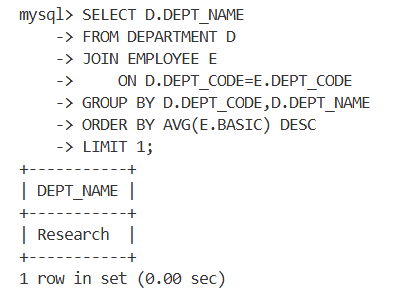 mysql> SELECT D.DEPT_NAME
    -> FROM DEPARTMENT D
    -> JOIN EMPLOYEE E
    ->     ON D.DEPT_CODE=E.DEPT_CODE
    -> GROUP BY D.DEPT_CODE,D.DEPT_NAME
    -> ORDER BY AVG(E.BASIC) DESC
    -> LIMIT 1;
+-----------+
| DEPT_NAME |
+-----------+
| Research  |
+-----------+
1 row in set (0.00 sec)